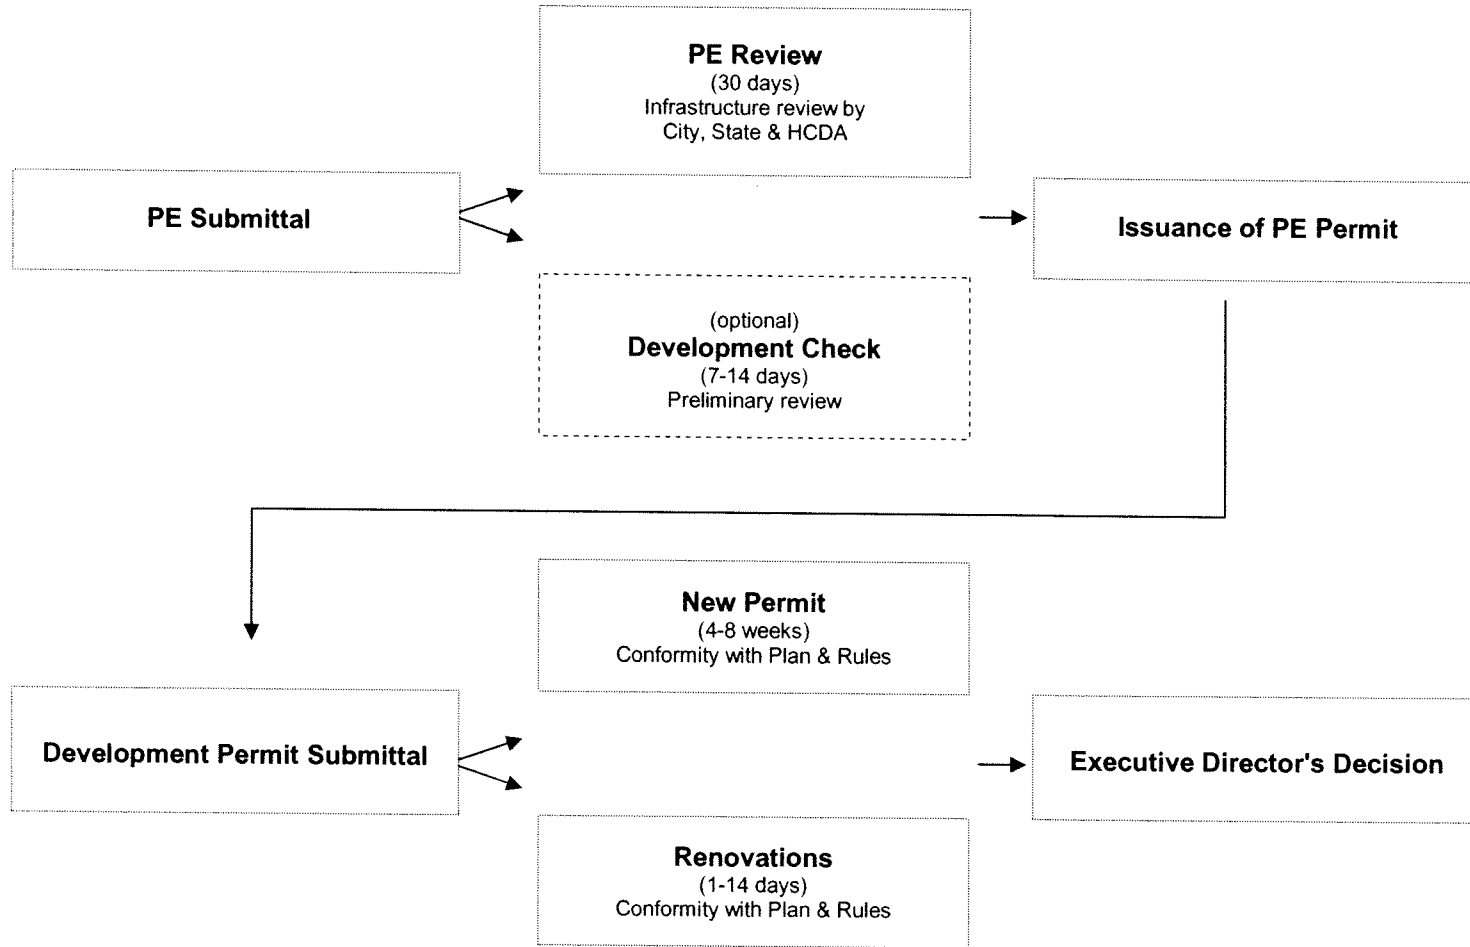 PE Review
(30 days)
Infrastructure review by
City, State & HCDA
PE Submittal
Issuance of PE Permit
(optional)
Development Check
(7-14 days)
Preliminary review
New Permit
(4-8 weeks)
Conformity with Plan & Rules
Development Permit Submittal
Executive Director's Decision
Renovations
(1-14 days)
Conformity with Plan & Rules